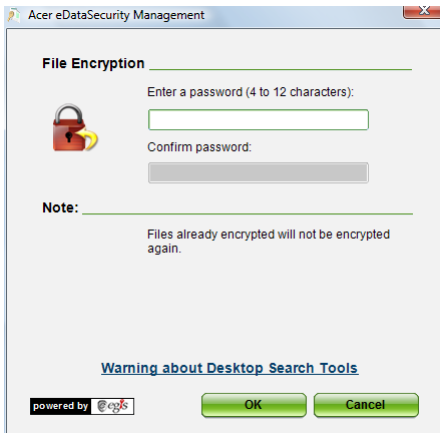 Acer eDataSecurity Management
File Encryption
Enter a password (4 to 12 characters):
Confirm password:
Note:
Files already encrypted will not be encrypted
again.
Warning about Desktop Search Tools
powered by egis
OK
Cancel